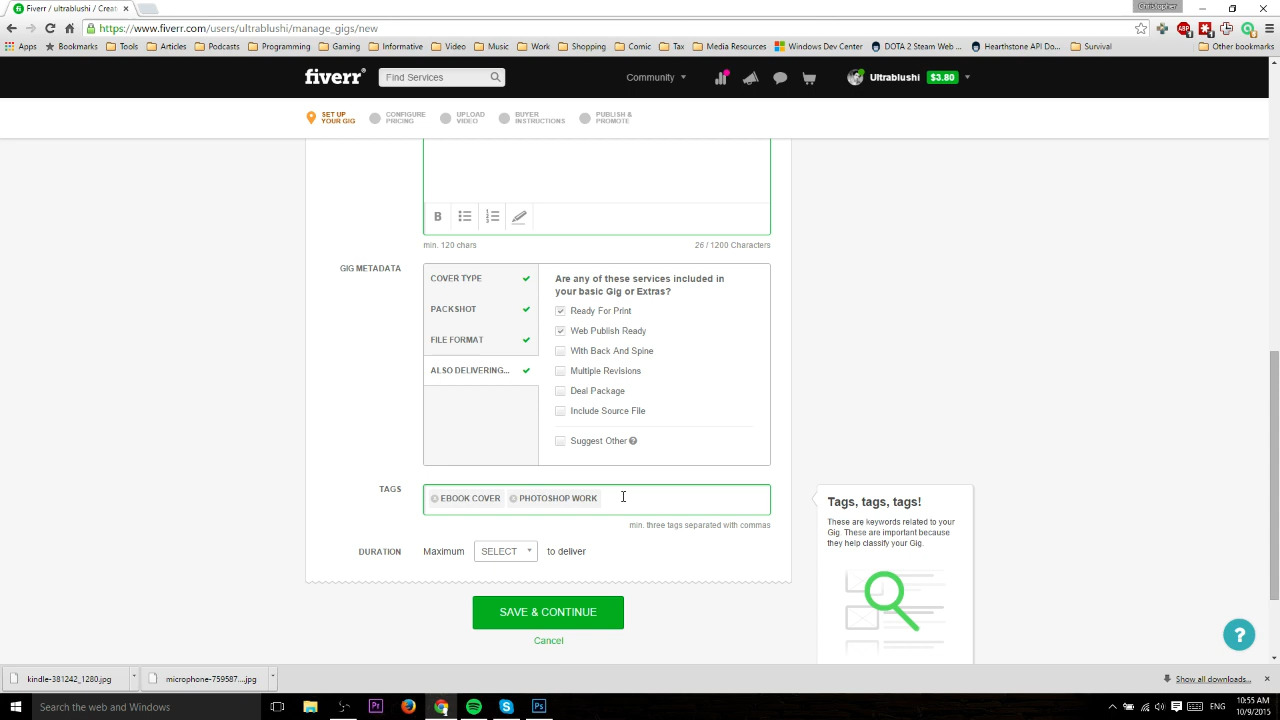 Fiverr / ultrablushi / Creat
Christopher
https://www.fiverr.com/users/ultrablushi/manage_gigs/new
Apps Bookmarks Tools Articles Podcasts Programming Gaming Informative Video Music Work Shopping Comic Tax Media Resources Windows Dev Center DOTA 2 Steam Web ... Hearthstone API Do... Survival Other bookmarks
fiverr Find Services Community Ultrablushi $3.80
SET UP YOUR GIG
CONFIGURE PRICING
UPLOAD VIDEO
BUYER INSTRUCTIONS
PUBLISH & PROMOTE
B
min. 120 chars 26 / 1200 Characters
GIG METADATA
COVER TYPE
PACKSHOT
FILE FORMAT
ALSO DELIVERING...
Are any of these services included in
your basic Gig or Extras?
Ready For Print
Web Publish Ready
With Back And Spine
Multiple Revisions
Deal Package
Include Source File
Suggest Other ?
TAGS EBOOK COVER PHOTOSHOP WORK
min. three tags separated with commas
DURATION Maximum SELECT to deliver
Tags, tags, tags!
These are keywords related to your
Gig. These are important because
they help classify your Gig.
SAVE & CONTINUE
Cancel
?
kindle-381242_1280.jpg microphone-759587....jpg Show all downloads...
Search the web and Windows
ENG
10:55 AM
10/9/2015